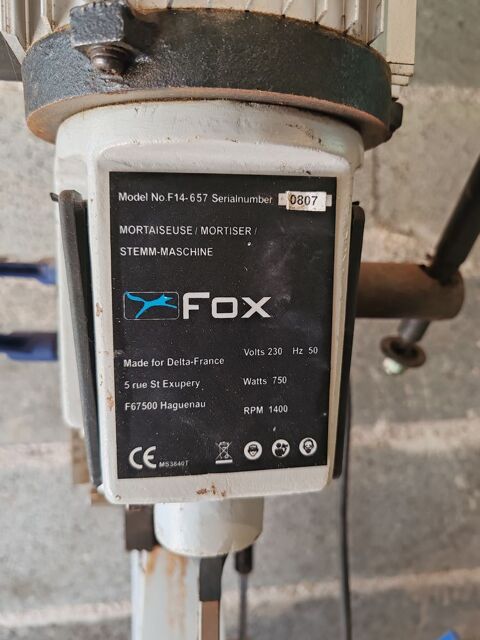 Model No.F14-657 Serialnumber 0807
MORTAISEUSE / MORTISER /
STEMM-MASCHINE
Fox
Made for Delta-France
5 rue St Exupery
F67500 Haguenau
Volts 230 Hz 50
Watts 750
RPM 1400
CE
MS3840T